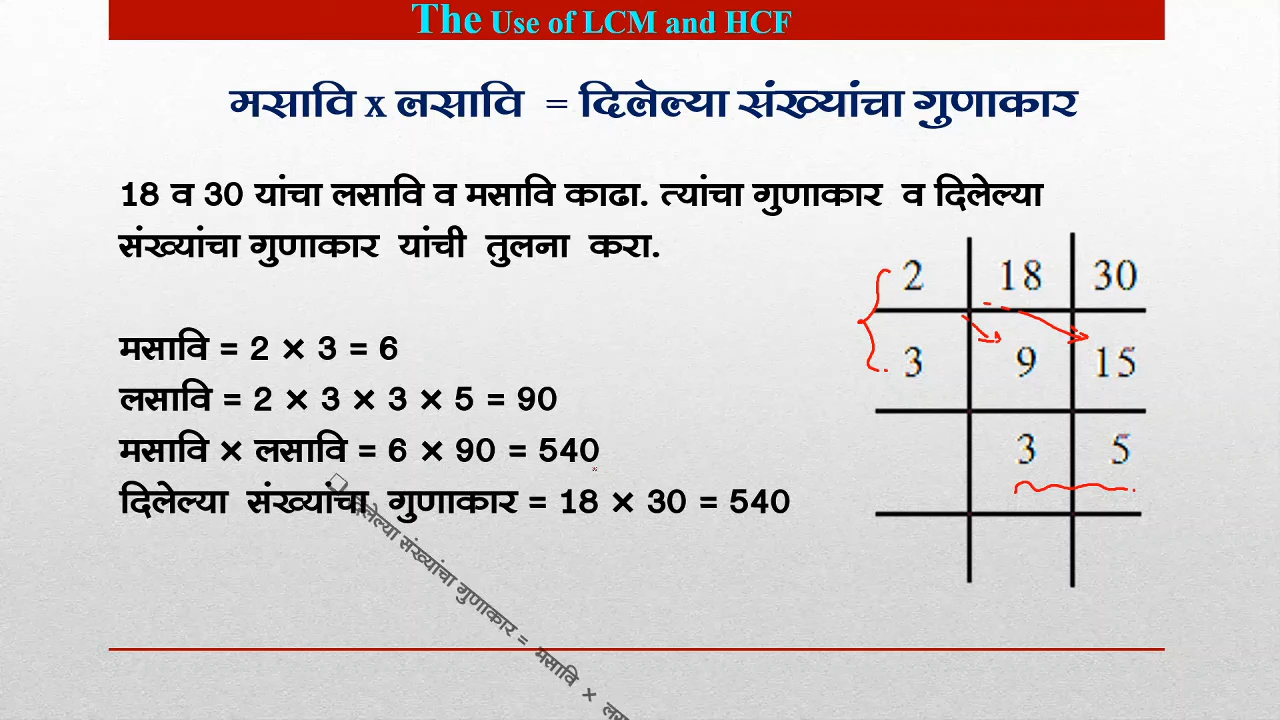 The Use of LCM and HCF
मसावि x लसावि = दिलेल्या संख्यांचा गुणाकार
18 व 30 यांचा लसावि व मसावि काढा. त्यांचा गुणाकार व दिलेल्या
संख्यांचा गुणाकार यांची तुलना करा.
मसावि = 2 × 3 = 6
लसावि = 2 × 3 × 3 × 5 = 90
मसावि × लसावि = 6 × 90 = 540
दिलेल्या संख्यांचा गुणाकार = 18 × 30 = 540
2 18 30
3 9 15
3 5
दिलेल्या संख्यांचा गुणाकार = मसावि ×